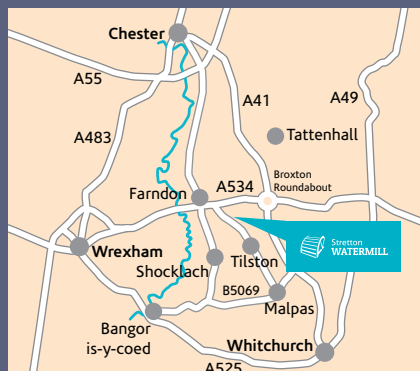 Chester
A55
A41
A49
A483
Tattenhall
Broxton
Roundabout
Farndon
A534
Stretton
WATERMILL
Wrexham
Shocklach
Tilston
B5069
Malpas
Bangor
is-y-coed
Whitchurch
A525